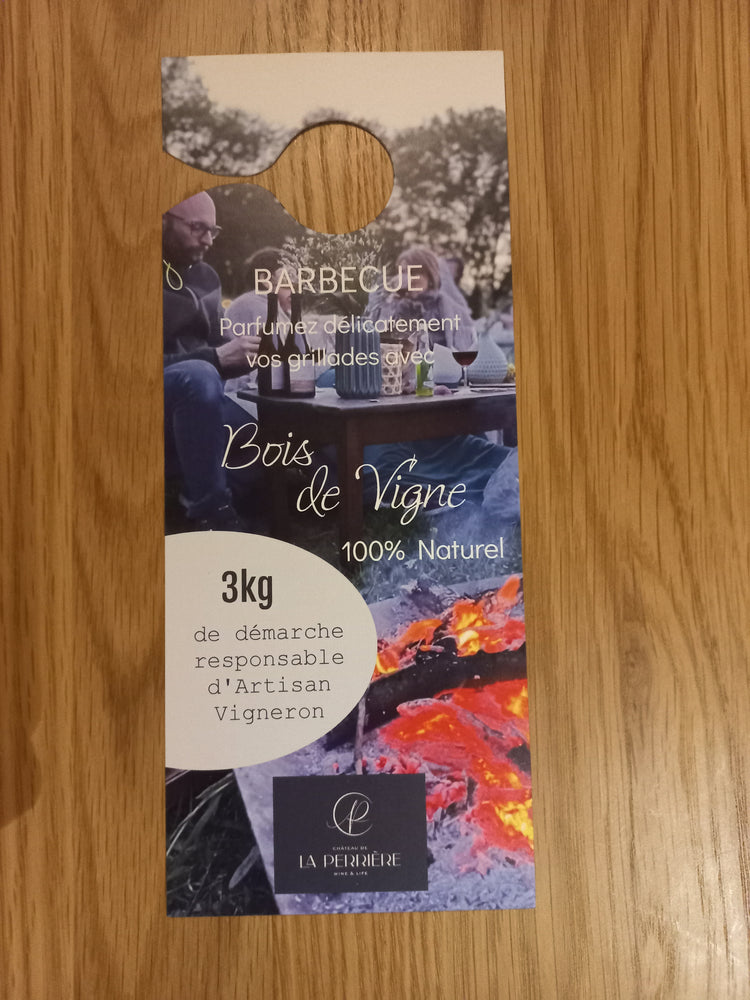 BARBECUE
Parfumez délicatement
vos grillades avec
Bois
de Vigne
100% Naturel
3kg
de démarche
responsable
d'Artisan
Vigneron
CHÂTEAU DE
LA PERRIÈRE
WINE & LIFE